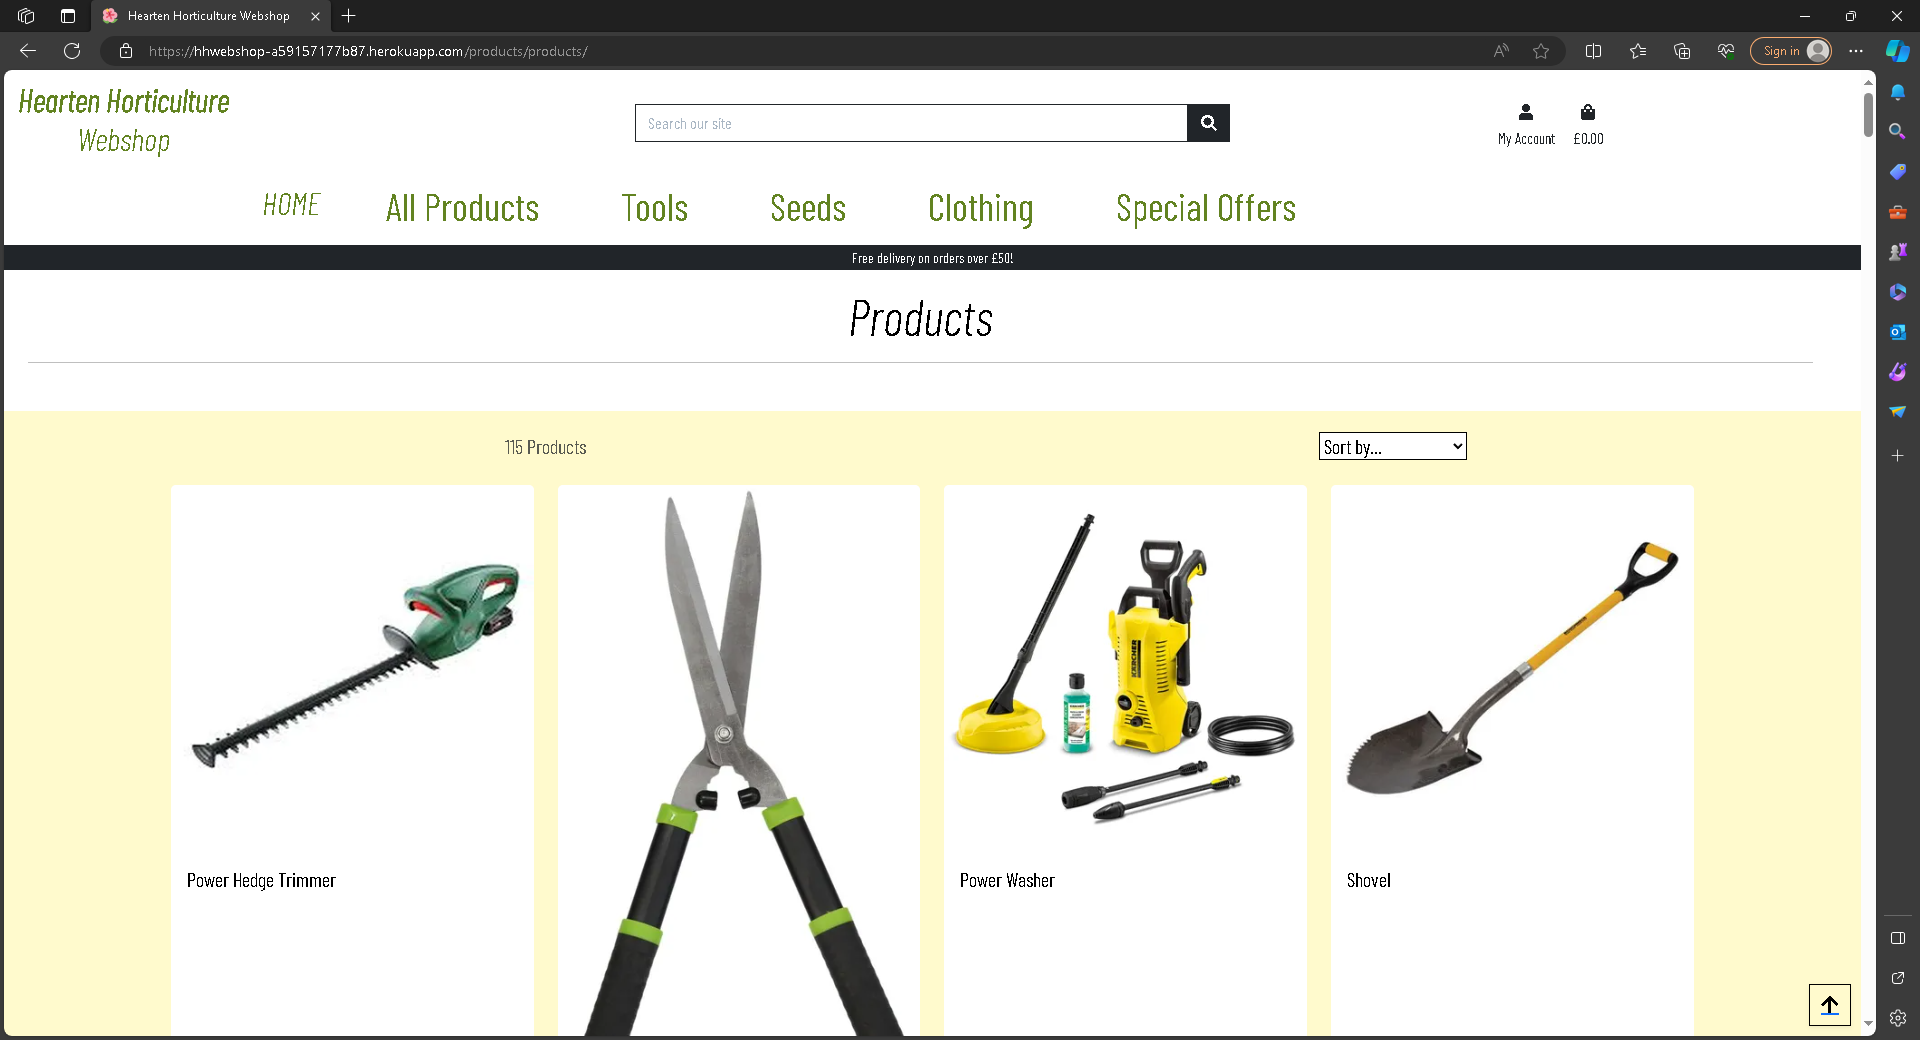 Hearten Horticulture Webshop
https://hhwebshop-a59157177b87.herokuapp.com/products/products/
Sign in
Hearten Horticulture
Webshop
Search our site
My Account
£0.00
HOME
All Products
Tools
Seeds
Clothing
Special Offers
Free delivery on orders over £50!
Products
115 Products
Sort by...
KARCHER
Power Hedge Trimmer
Power Washer
Shovel